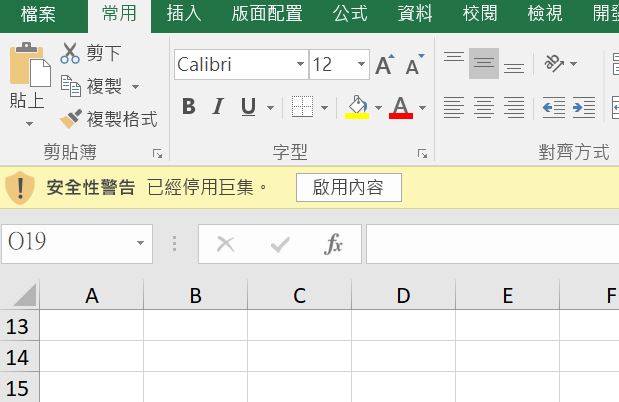 檔案 常用 插入 版面配置 公式 資料 校閱 檢視
剪下
複製
複製格式
貼上
剪貼簿
Calibri 12 A A
B I U A
字型
對齊方式
安全性警告 已經停用巨集。 啟用內容
O19 fx
A B C D E F
13
14
15